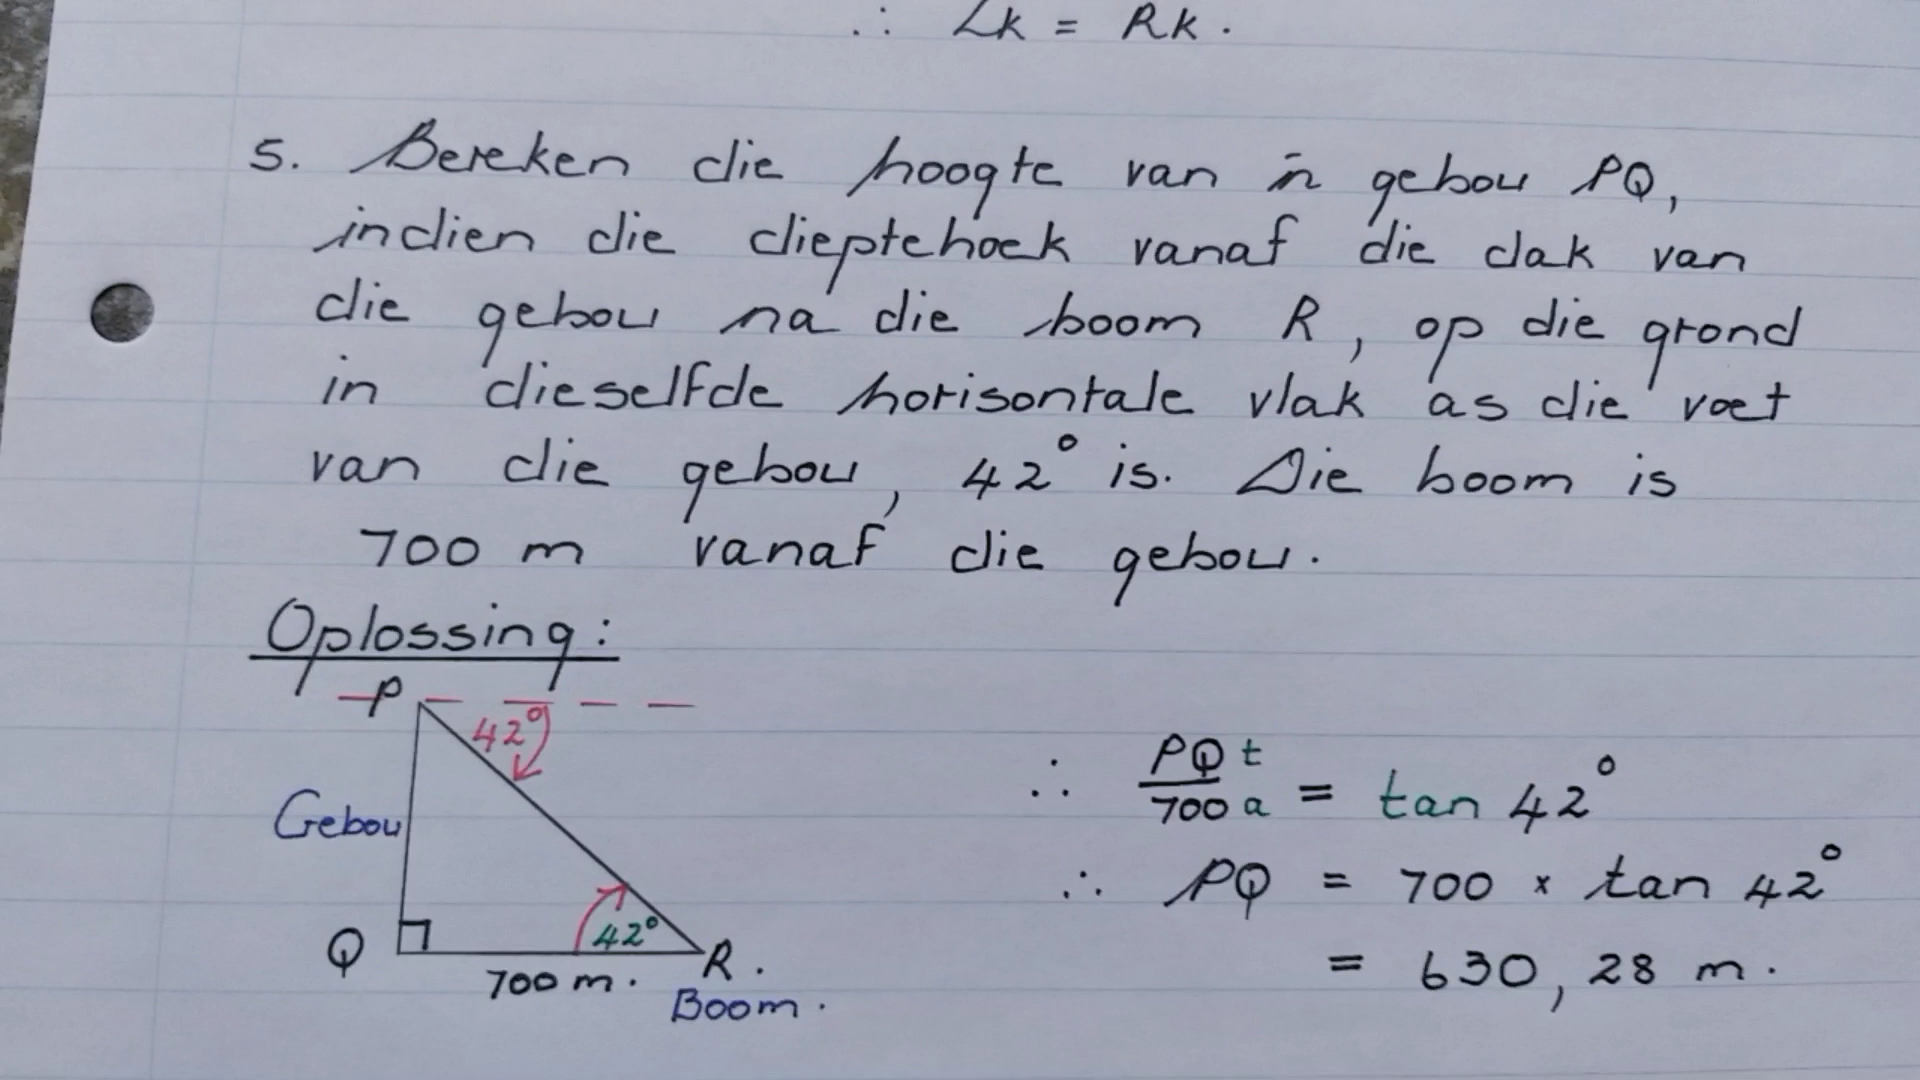 ∴ Lk = Rk.
5. Bereken die hoogte van 'n gebou PQ,
indien die dieptehoek vanaf die dak van
die gebou na die boom R, op die grond
in dieselfde horisontale vlak as die voet
van die gebou, 42° is. Die boom is
700 m vanaf die gebou.
Oplossing:
P
42°
Gebou
Q
42°
R.
700 m.
Boom.
∴ PQ t / 700 a = tan 42°
∴ PQ = 700 × tan 42°
= 630,28 m.